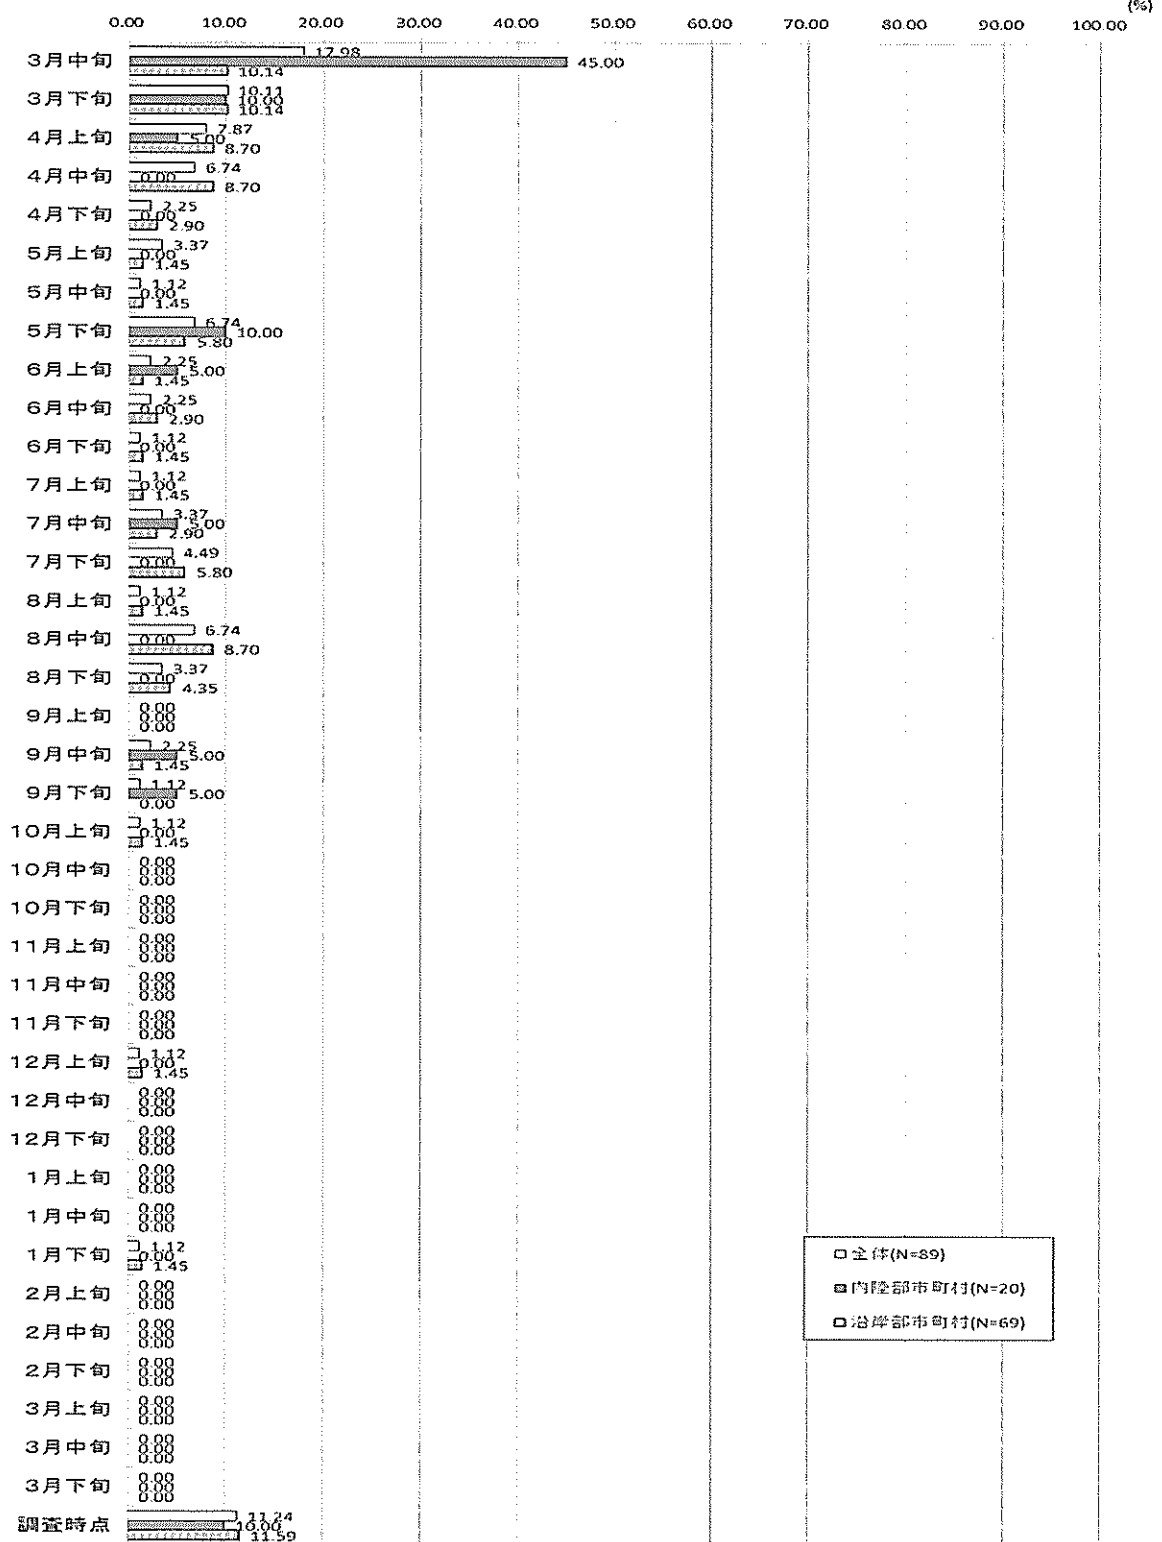 (%)
0.00 10.00 20.00 30.00 40.00 50.00 60.00 70.00 80.00 90.00 100.00
3月中旬 17.98 45.00 10.14
3月下旬 10.11 10.00 10.14
4月上旬 7.87 5.00 8.70
4月中旬 6.74 0.00 8.70
4月下旬 2.25 0.00 2.90
5月上旬 3.37 0.00 1.45
5月中旬 1.12 0.00 1.45
5月下旬 6.74 10.00 5.80
6月上旬 2.25 5.00 1.45
6月中旬 2.25 0.00 2.90
6月下旬 1.12 0.00 1.45
7月上旬 1.12 0.00 1.45
7月中旬 3.37 5.00 2.90
7月下旬 4.49 0.00 5.80
8月上旬 1.12 0.00 1.45
8月中旬 6.74 0.00 8.70
8月下旬 3.37 0.00 4.35
9月上旬 0.00 0.00 0.00
9月中旬 2.25 5.00 1.45
9月下旬 1.12 5.00 0.00
10月上旬 1.12 0.00 1.45
10月中旬 0.00 0.00 0.00
10月下旬 0.00 0.00 0.00
11月上旬 0.00 0.00 0.00
11月中旬 0.00 0.00 0.00
11月下旬 0.00 0.00 0.00
12月上旬 1.12 0.00 1.45
12月中旬 0.00 0.00 0.00
12月下旬 0.00 0.00 0.00
1月上旬 0.00 0.00 0.00
1月中旬 0.00 0.00 0.00
1月下旬 1.12 0.00 1.45
2月上旬 0.00 0.00 0.00
2月中旬 0.00 0.00 0.00
2月下旬 0.00 0.00 0.00
3月上旬 0.00 0.00 0.00
3月中旬 0.00 0.00 0.00
3月下旬 0.00 0.00 0.00
調査時点 11.24 10.00 11.59
全体(N=89)
内陸部市町村(N=20)
沿岸部市町村(N=69)